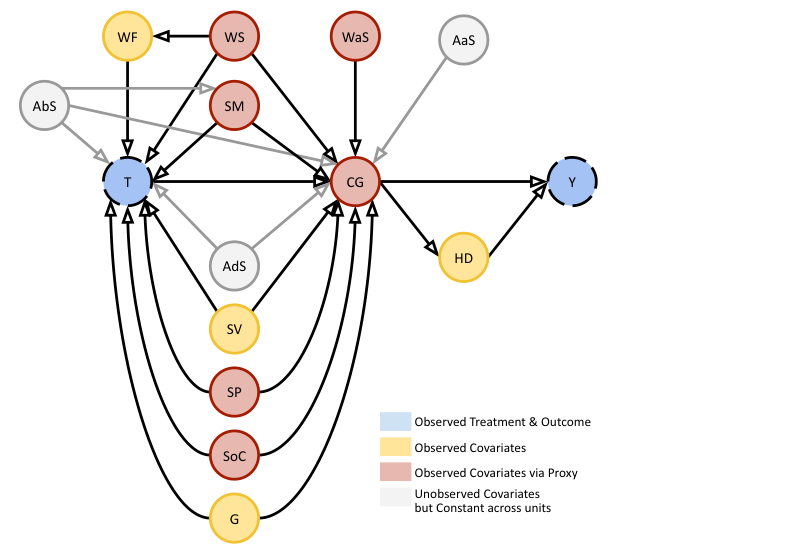 WF
WS
WaS
AaS
AbS
SM
T
CG
Y
AdS
HD
SV
SP
SoC
G
Observed Treatment & Outcome
Observed Covariates
Observed Covariates via Proxy
Unobserved Covariates
but Constant across units